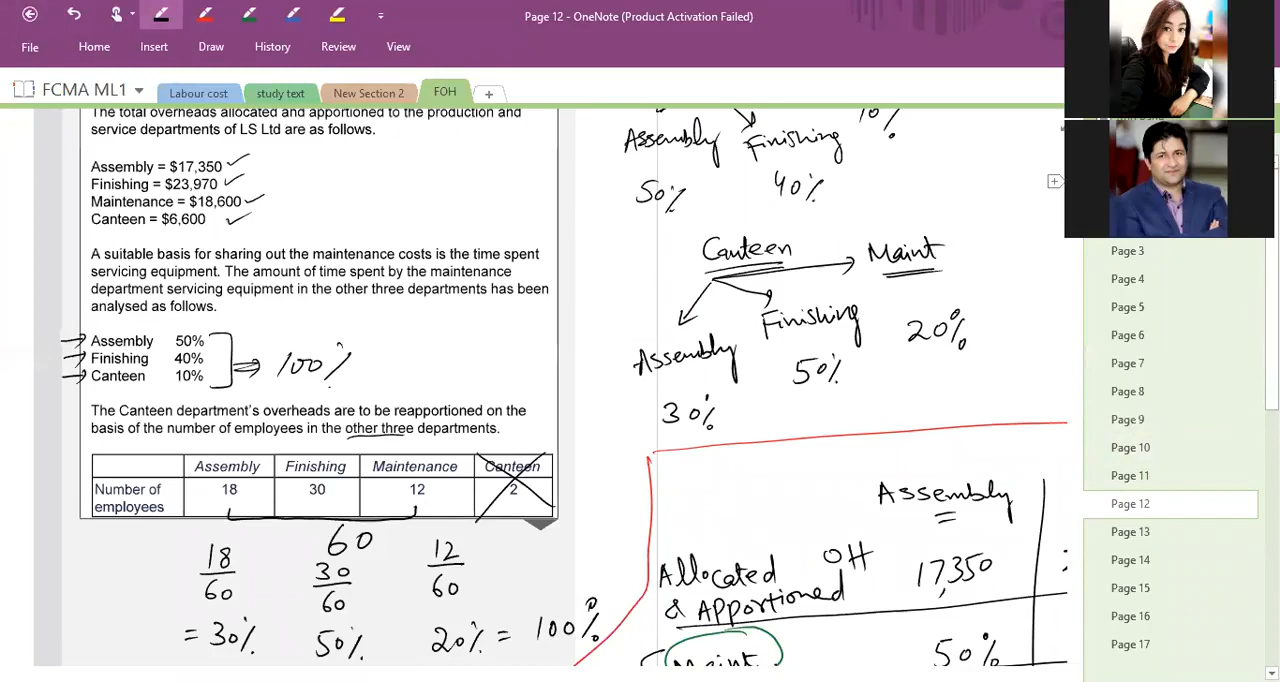 Page 12 - OneNote (Product Activation Failed)
File Home Insert Draw History Review View
FCMA ML1 Labour cost study text New Section 2 FOH
The total overheads allocated and apportioned to the production and
service departments of LS Ltd are as follows.
Assembly = $17,350
Finishing = $23,970
Maintenance = $18,600
Canteen = $6,600
A suitable basis for sharing out the maintenance costs is the time spent
servicing equipment. The amount of time spent by the maintenance
department servicing equipment in the other three departments has been
analysed as follows.
Assembly 50%
Finishing 40%
Canteen 10%
100%
The Canteen department's overheads are to be reapportioned on the
basis of the number of employees in the other three departments.
Assembly Finishing Maintenance Canteen
Number of employees 18 30 12 2
60
18/60 30/60 12/60
= 30% 50% 20% = 100%
10%
Assembly Finishing
50% 40%
Canteen Maint
Assembly Finishing 20%
30% 50%
Assembly
Allocated OH 17,350
& Apportioned
Maint 50%
Page 3
Page 4
Page 5
Page 6
Page 7
Page 8
Page 9
Page 10
Page 11
Page 12
Page 13
Page 14
Page 15
Page 16
Page 17